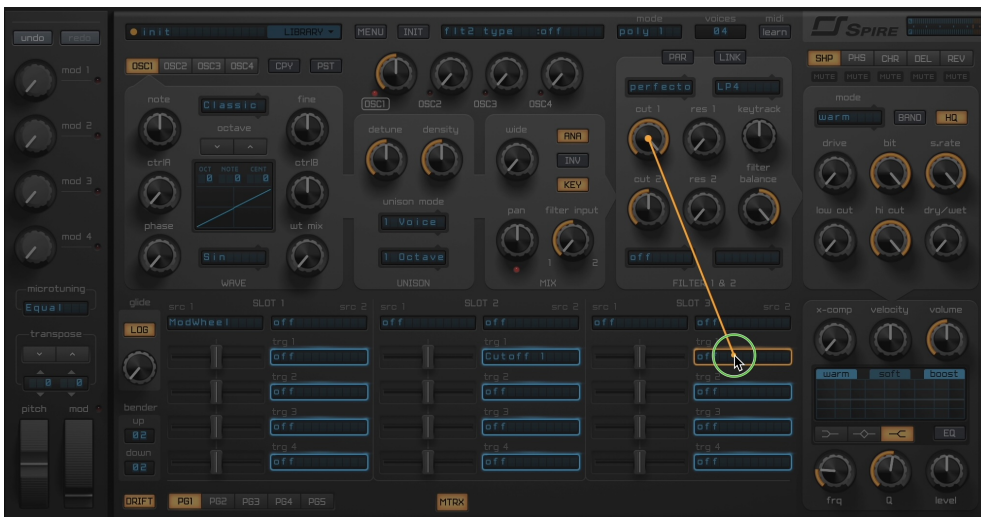 undo redo
init LIBRARY MENU INIT flt2 type :off
mode voices midi
poly 1 04 learn
SPIRE
mod 1
mod 2
mod 3
mod 4
microtuning
Equal
transpose
0 0
pitch mod
OSC1 OSC2 OSC3 OSC4 CPY PST
note Classic fine
octave
ctrlA OCT NOTE CENT ctrlB
0 0 0
phase Sin wt mix
WAVE
OSC1 OSC2 OSC3 OSC4
detune density
unison mode
1 Voice
1 Octave
UNISON
wide ANA
INV
KEY
pan filter input
1 2
MIX
PAR LINK
perfecto LP4
cut 1 res 1 keytrack
cut 2 res 2 filter balance
off
FILTER 1 & 2
SHP PHS CHR DEL REV
MUTE MUTE MUTE MUTE MUTE
mode
warm BAND HQ
drive bit s.rate
low cut hi cut dry/wet
glide
LOG
bender
up
02
down
02
DRIFT
src 1 SLOT 1 src 2
ModWheel off
trg 1
off
trg 2
off
trg 3
off
trg 4
off
src 1 SLOT 2 src 2
off off
trg 1
Cutoff 1
trg 2
off
trg 3
off
trg 4
off
src 1 SLOT 3 src 2
off off
trg
off
trg 2
off
trg 3
off
trg 4
off
PG1 PG2 PG3 PG4 PG5 MTRX
x-comp velocity volume
warm soft boost
EQ
frq Q level